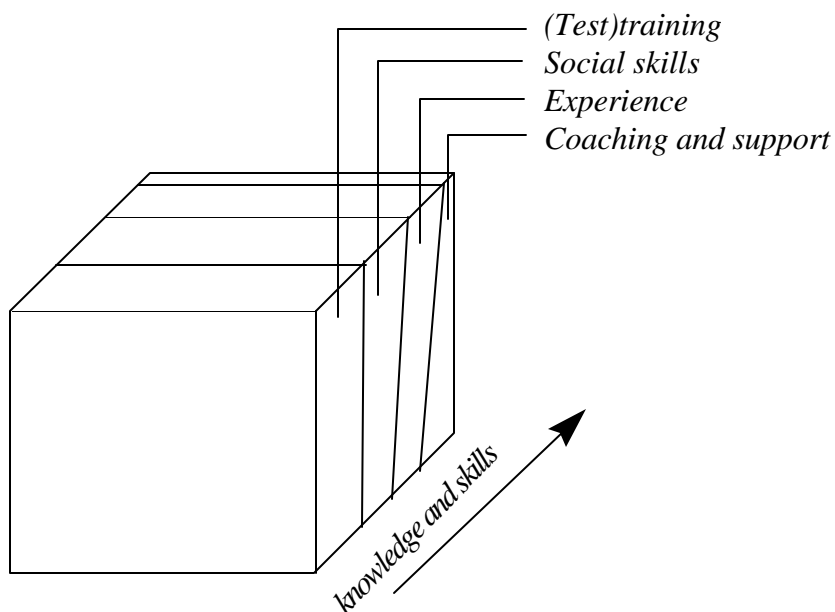 (Test)training
Social skills
Experience
Coaching and support
knowledge and skills